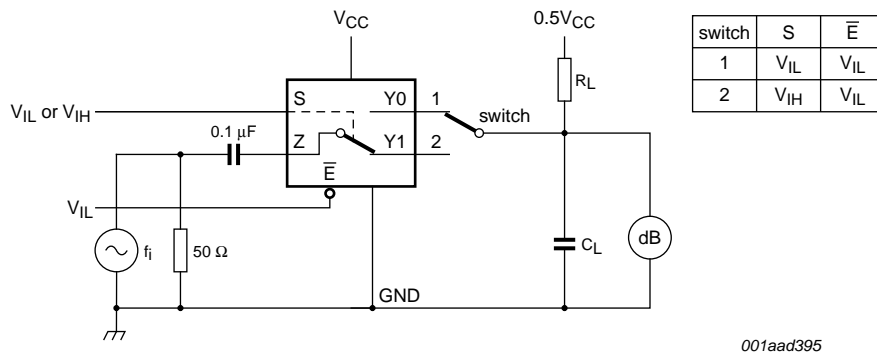 VCC
0.5VCC
switch S E̅
1 VIL VIL
2 VIH VIL
RL
S Y0 1
switch
VIL or VIH
0.1 μF
Z Y1 2
E̅
VIL
fi
50 Ω
CL
dB
GND
001aad395